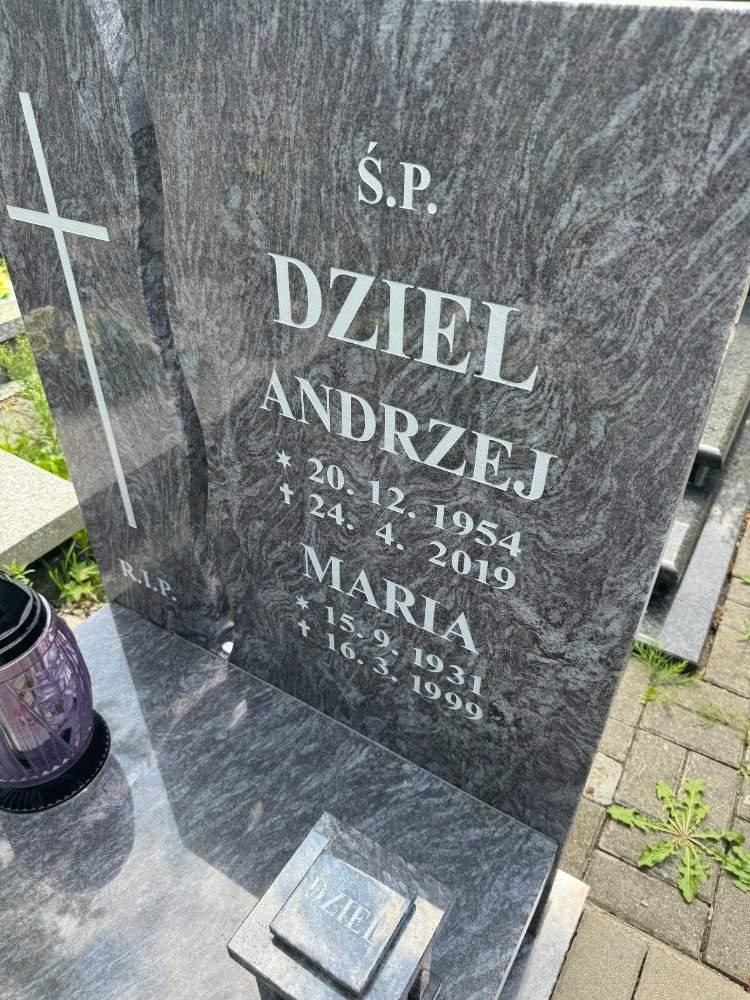 Ś.P.
DZIEL
ANDRZEJ
* 20. 12. 1954
✝ 24. 4. 2019
MARIA
* 15. 9. 1931
✝ 16. 3. 1999
R.I.P.
DZIEL